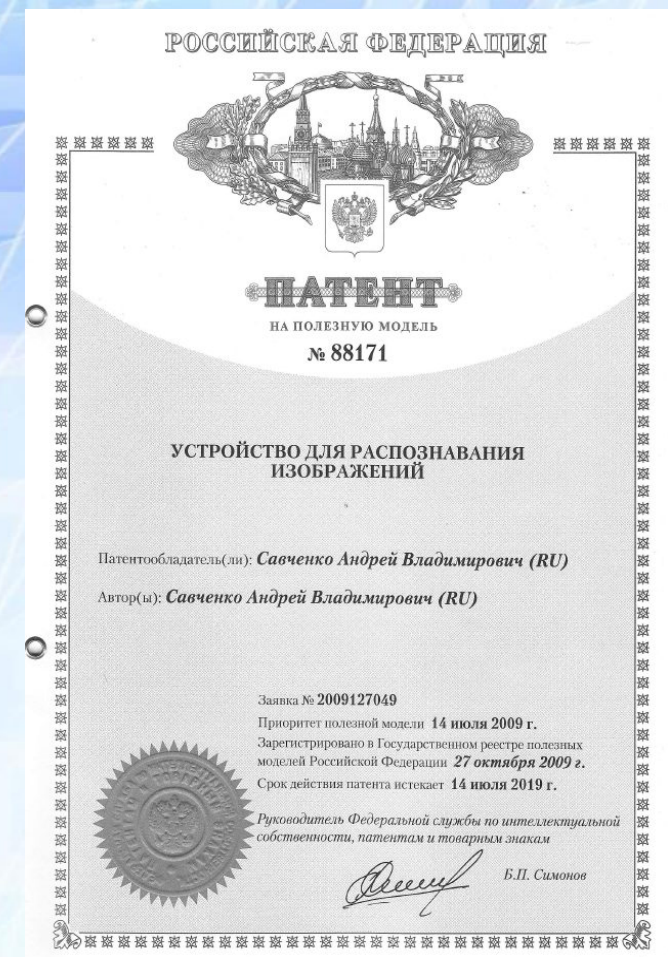 РОССИЙСКАЯ ФЕДЕРАЦИЯ
ПАТЕНТ
НА ПОЛЕЗНУЮ МОДЕЛЬ
№ 88171
УСТРОЙСТВО ДЛЯ РАСПОЗНАВАНИЯ
ИЗОБРАЖЕНИЙ
Патентообладатель(ли): Савченко Андрей Владимирович (RU)
Автор(ы): Савченко Андрей Владимирович (RU)
Заявка № 2009127049
Приоритет полезной модели 14 июля 2009 г.
Зарегистрировано в Государственном реестре полезных
моделей Российской Федерации 27 октября 2009 г.
Срок действия патента истекает 14 июля 2019 г.
Руководитель Федеральной службы по интеллектуальной
собственности, патентам и товарным знакам
Б.П. Симонов